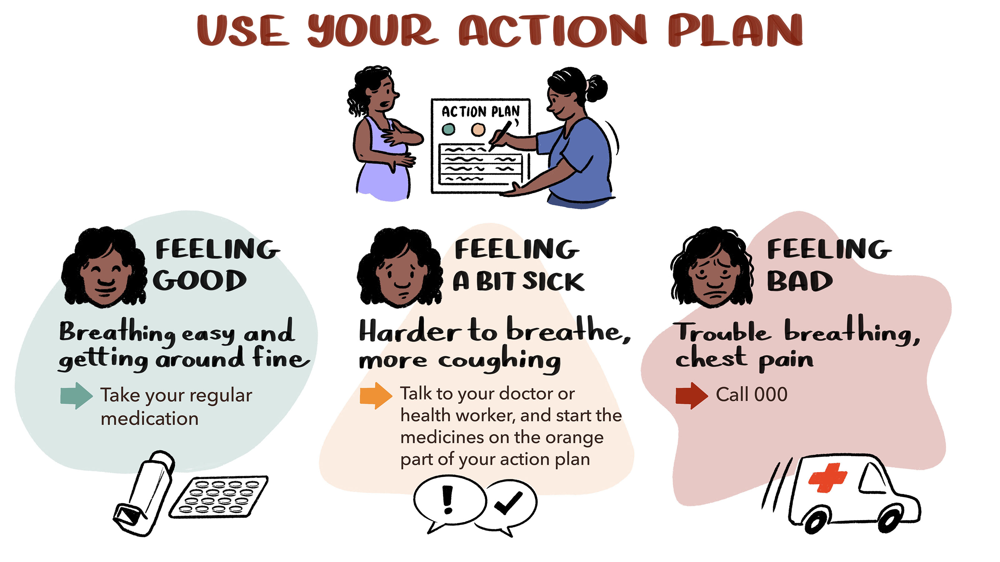 USE YOUR ACTION PLAN
ACTION PLAN
FEELING
GOOD
Breathing easy and
getting around fine
Take your regular
medication
FEELING
A BIT SICK
Harder to breathe,
more coughing
Talk to your doctor or
health worker, and start the
medicines on the orange
part of your action plan
!
FEELING
BAD
Trouble breathing,
chest pain
Call 000